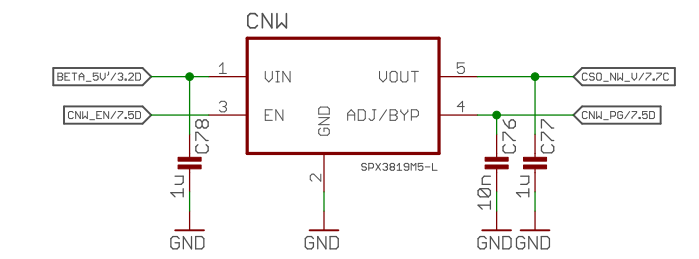 CNW
BETA_5V'/3.2D
1
VIN
VOUT
5
CSO_NW_V/7.7C
CNW_EN/7.5D
3
EN
GND
ADJ/BYP
4
CNW_PG/7.5D
C78
1u
2
SPX3819M5-L
C76
10n
C77
1u
GND
GND
GND
GND